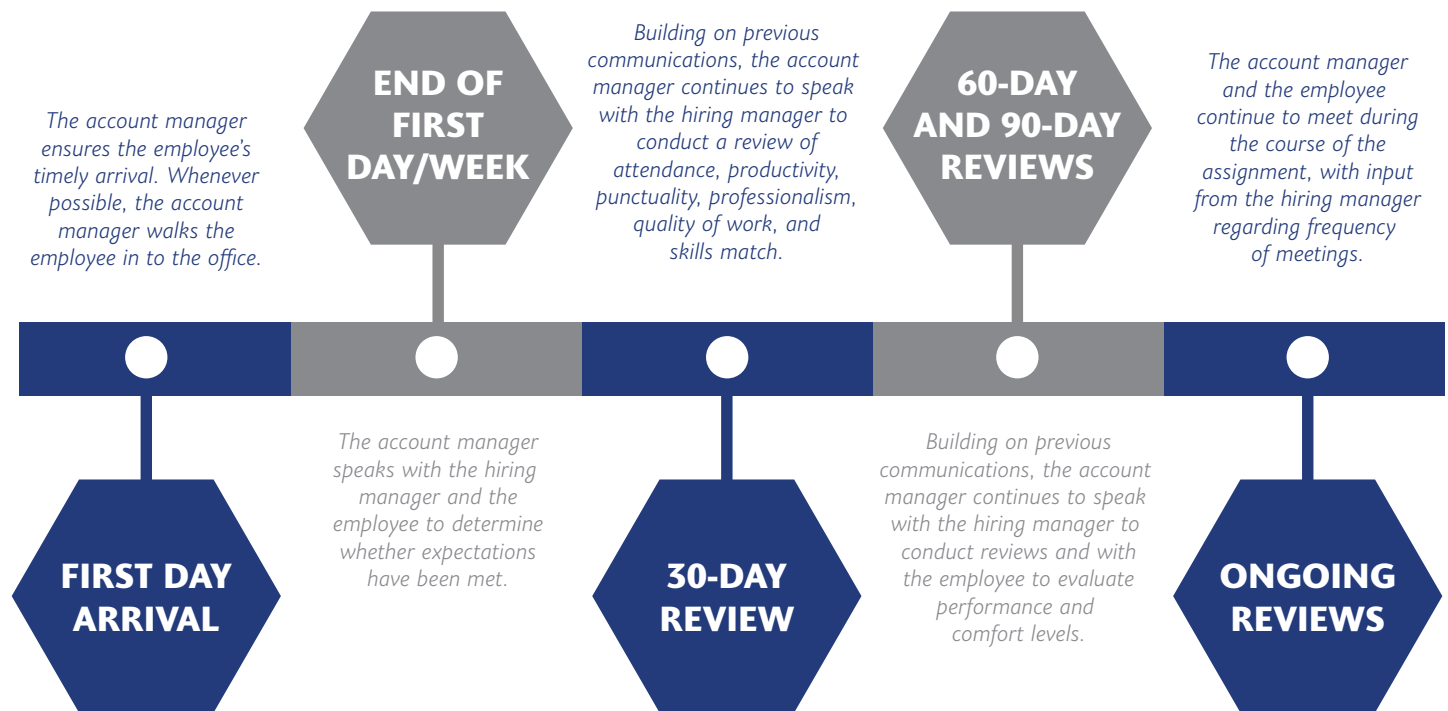 The account manager
ensures the employee's
timely arrival. Whenever
possible, the account
manager walks the
employee in to the office.
FIRST DAY
ARRIVAL
END OF
FIRST
DAY/WEEK
The account manager
speaks with the hiring
manager and the
employee to determine
whether expectations
have been met.
Building on previous
communications, the account
manager continues to speak
with the hiring manager to
conduct a review of
attendance, productivity,
punctuality, professionalism,
quality of work, and
skills match.
30-DAY
REVIEW
60-DAY
AND 90-DAY
REVIEWS
Building on previous
communications, the account
manager continues to speak
with the hiring manager to
conduct reviews and with
the employee to evaluate
performance and
comfort levels.
The account manager
and the employee
continue to meet during
the course of the
assignment, with input
from the hiring manager
regarding frequency
of meetings.
ONGOING
REVIEWS